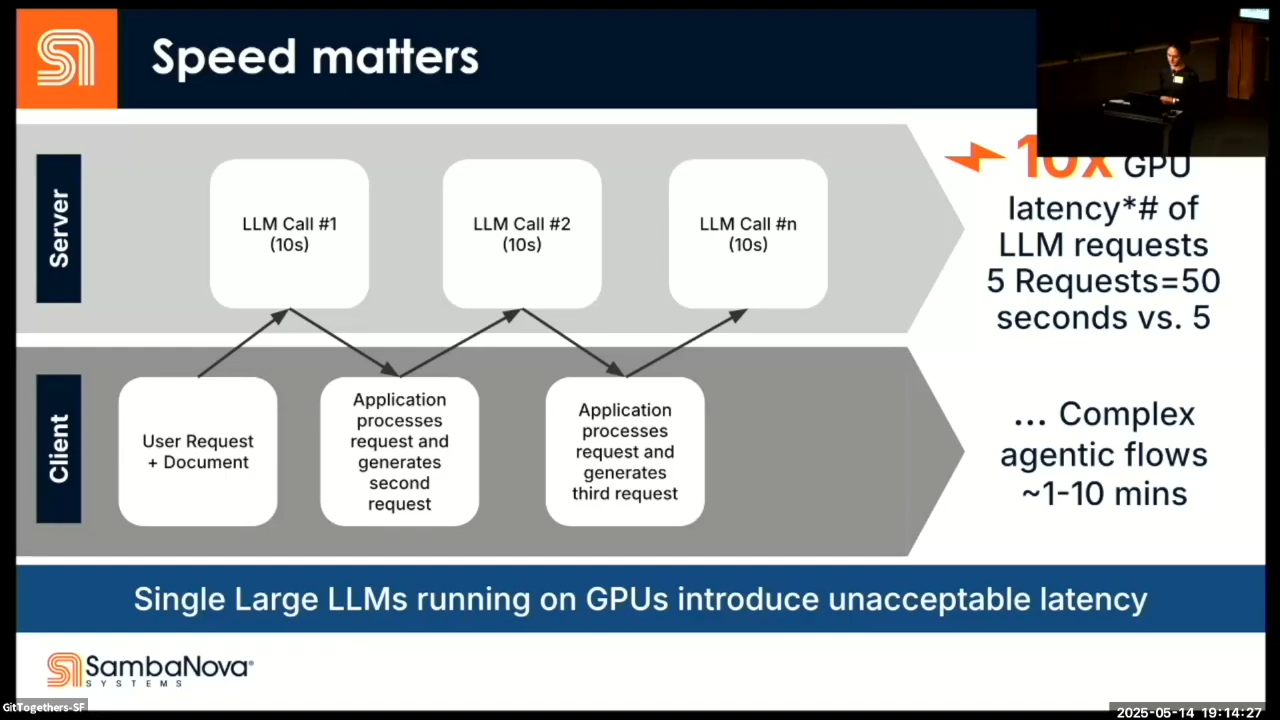 Speed matters
Server
LLM Call #1
(10s)
LLM Call #2
(10s)
LLM Call #n
(10s)
10x GPU
latency*# of
LLM requests
5 Requests=50
seconds vs. 5
Client
User Request
+ Document
Application
processes
request and
generates
second
request
Application
processes
request and
generates
third request
... Complex
agentic flows
~1-10 mins
Single Large LLMs running on GPUs introduce unacceptable latency
SambaNova®
SYSTEMS
GitTogethers-SF
2025-05-14 19:14:27